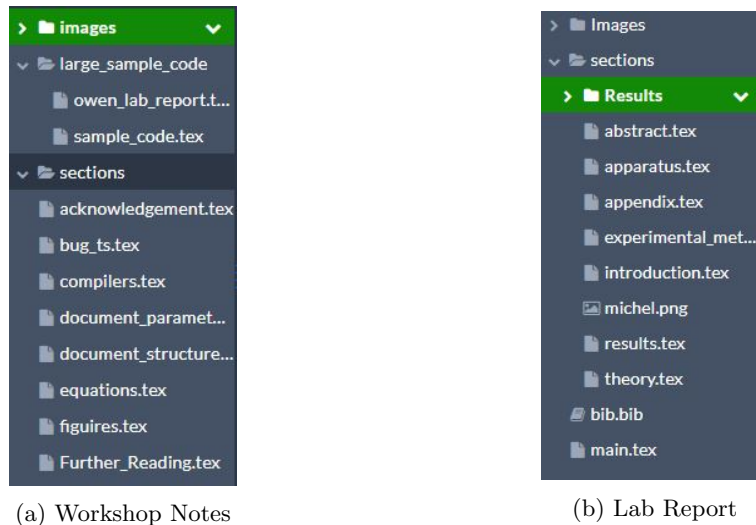 images
large_sample_code
owen_lab_report.t...
sample_code.tex
sections
acknowledgement.tex
bug_ts.tex
compilers.tex
document_paramet...
document_structure...
equations.tex
figuires.tex
Further_Reading.tex
(a) Workshop Notes
Images
sections
Results
abstract.tex
apparatus.tex
appendix.tex
experimental_met...
introduction.tex
michel.png
results.tex
theory.tex
bib.bib
main.tex
(b) Lab Report